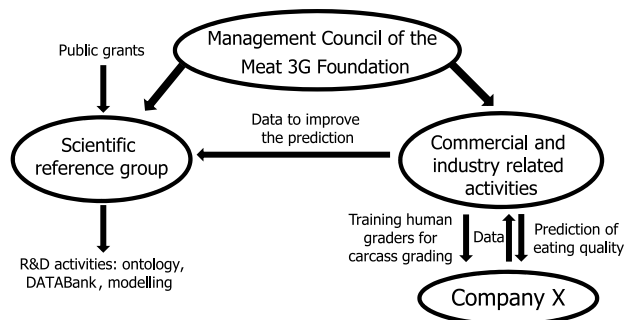 Management Council of the
Meat 3G Foundation
Public grants
Data to improve
the prediction
Scientific
reference group
Commercial and
industry related
activities
Training human
graders for
carcass grading
Data
Prediction of
eating quality
R&D activities: ontology,
DATABank, modelling
Company X